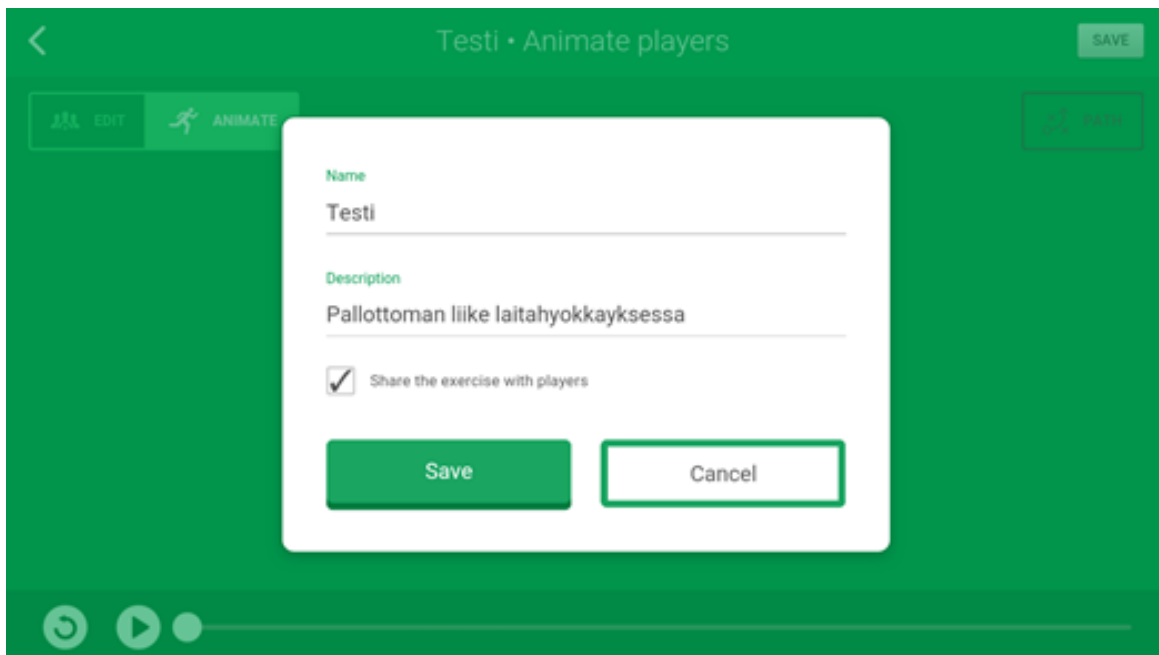 Testi • Animate players
SAVE
EDIT
ANIMATE
PATH
Name
Testi
Description
Pallottoman liike laitahyokkayksessa
Share the exercise with players
Save
Cancel